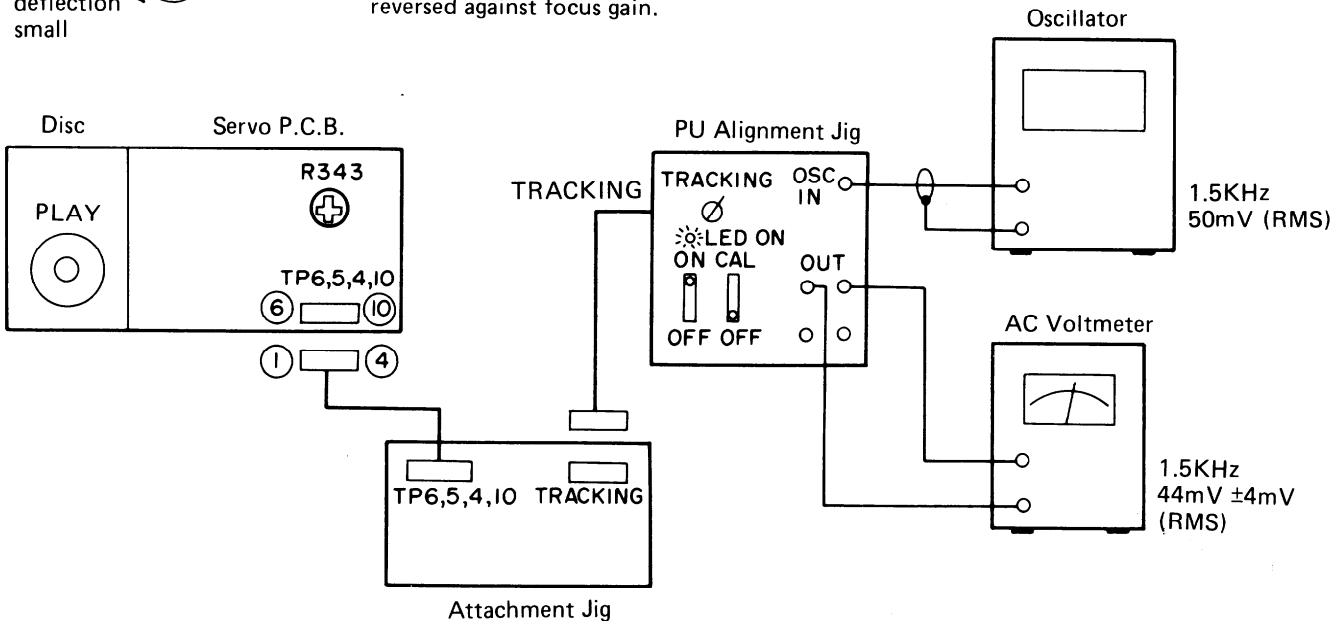 deflection
small
reversed against focus gain.
Oscillator
Disc
Servo P.C.B.
PU Alignment Jig
R343
PLAY
TP6,5,4,10
6
10
1
4
TRACKING
TRACKING
OSC
IN
LED ON
ON CAL
OUT
OFF OFF
1.5KHz
50mV (RMS)
AC Voltmeter
1.5KHz
44mV ±4mV
(RMS)
TP6,5,4,10 TRACKING
Attachment Jig